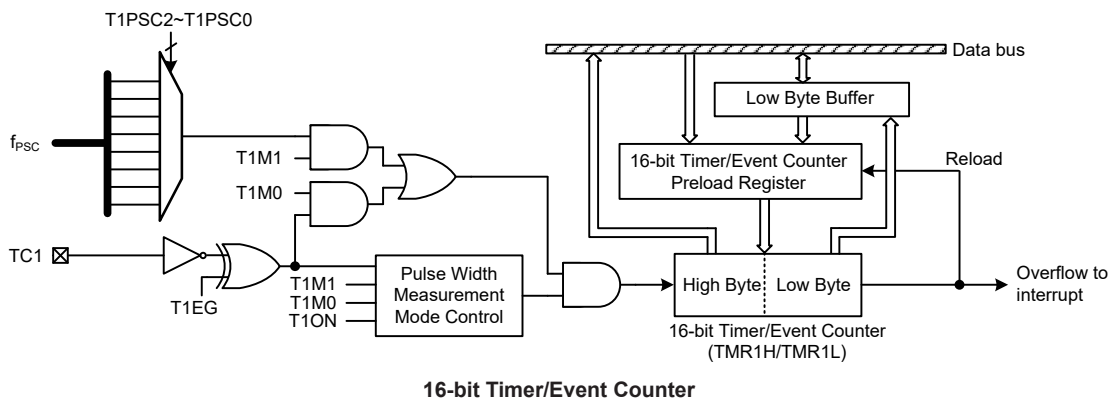 T1PSC2~T1PSC0
Data bus
Low Byte Buffer
fPSC
T1M1
16-bit Timer/Event Counter
Preload Register
Reload
T1M0
TC1
T1EG
T1M1
T1M0
T1ON
Pulse Width
Measurement
Mode Control
High Byte
Low Byte
Overflow to
interrupt
16-bit Timer/Event Counter
(TMR1H/TMR1L)
16-bit Timer/Event Counter